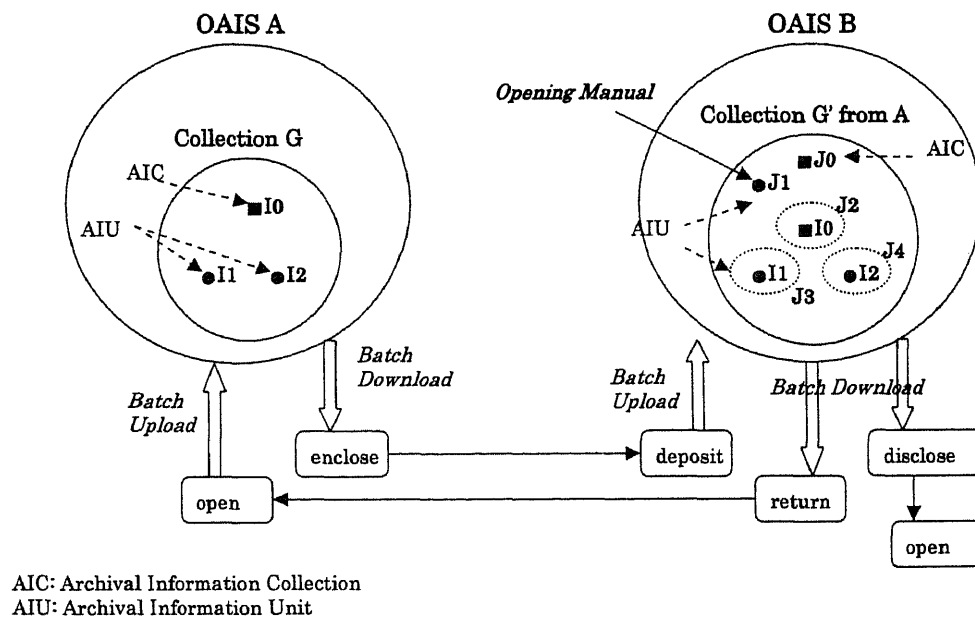 OAIS A
OAIS B
Opening Manual
Collection G
Collection G' from A
AIC
I0
AIU
I1
I2
J0
AIC
J1
J2
AIU
I0
J4
I1
I2
J3
Batch
Upload
Batch
Download
Batch
Upload
Batch Download
enclose
deposit
disclose
open
return
open
AIC: Archival Information Collection
AIU: Archival Information Unit